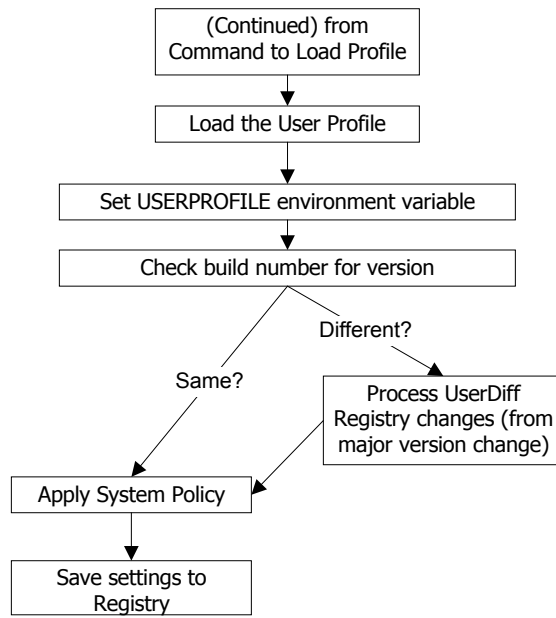 (Continued) from
Command to Load Profile
Load the User Profile
Set USERPROFILE environment variable
Check build number for version
Different?
Same?
Process UserDiff
Registry changes (from
major version change)
Apply System Policy
Save settings to
Registry